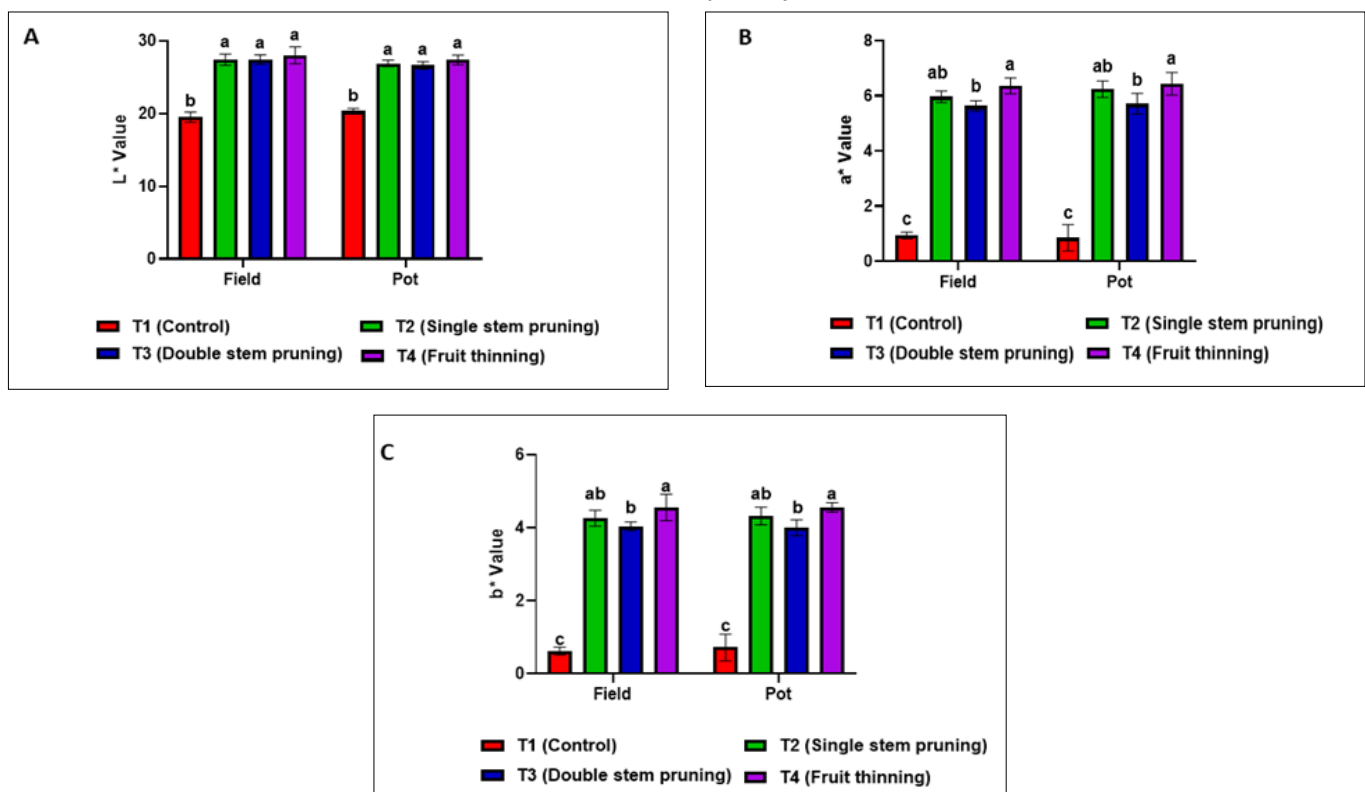 A
L* Value
30
20
10
0
b a a a b a a a
Field Pot
T1 (Control) T2 (Single stem pruning)
T3 (Double stem pruning) T4 (Fruit thinning)
B
a* Value
8
6
4
2
0
c ab b a c ab b a
Field Pot
T1 (Control) T2 (Single stem pruning)
T3 (Double stem pruning) T4 (Fruit thinning)
C
b* Value
6
4
2
0
c ab b a c ab b a
Field Pot
T1 (Control) T2 (Single stem pruning)
T3 (Double stem pruning) T4 (Fruit thinning)